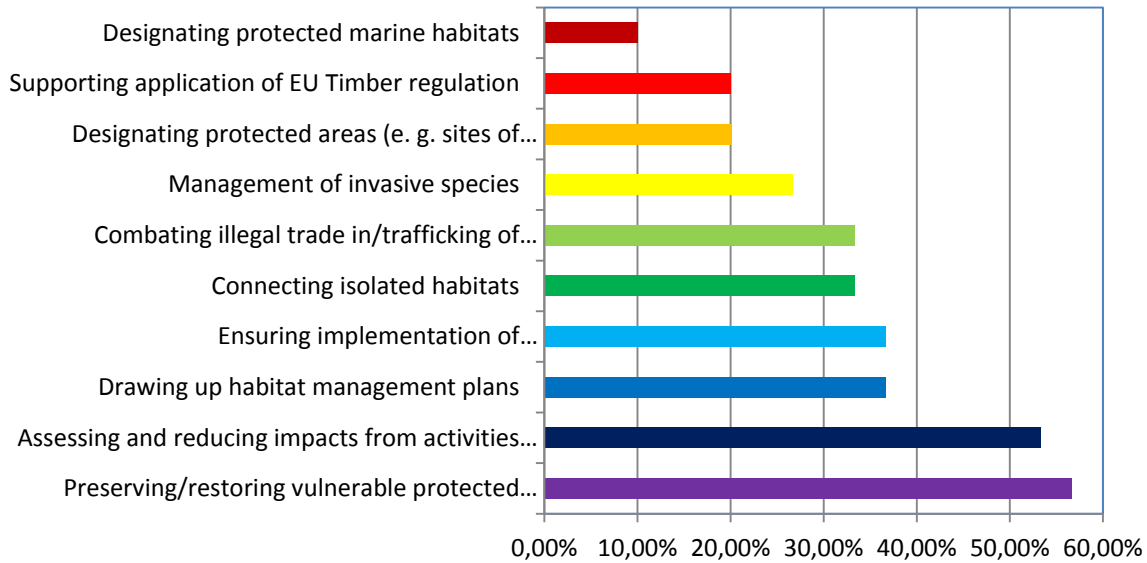 Designating protected marine habitats
Supporting application of EU Timber regulation
Designating protected areas (e. g. sites of…
Management of invasive species
Combating illegal trade in/trafficking of…
Connecting isolated habitats
Ensuring implementation of…
Drawing up habitat management plans
Assessing and reducing impacts from activities…
Preserving/restoring vulnerable protected…
0,00% 10,00% 20,00% 30,00% 40,00% 50,00% 60,00%